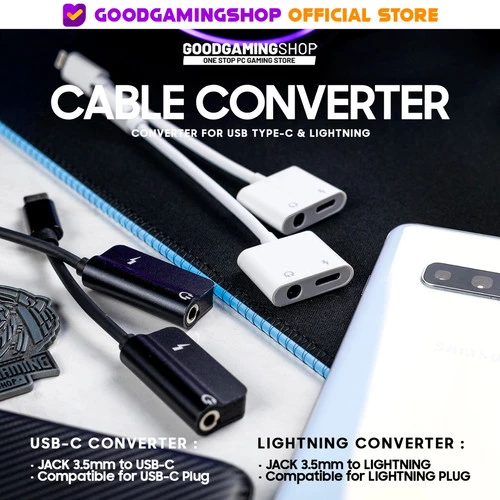 GOODGAMINGSHOP OFFICIAL STORE
GOODGAMINGSHOP
ONE STOP PC GAMING STORE
CABLE CONVERTER
CONVERTER FOR USB TYPE-C & LIGHTNING
SAMSUNG
USB-C CONVERTER :
• JACK 3.5mm to USB-C
• Compatible for USB-C Plug
LIGHTNING CONVERTER :
• JACK 3.5mm to LIGHTNING
• Compatible for LIGHTNING PLUG